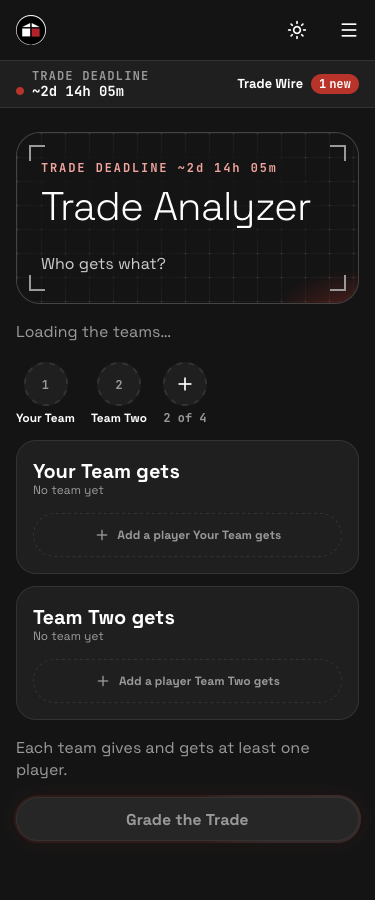 TRADE DEADLINE
~2d 14h 05m
Trade Wire
1 new
TRADE DEADLINE ~2d 14h 05m
Trade Analyzer
Who gets what?
Loading the teams…
1
2
Your Team
Team Two
2 of 4
Your Team gets
No team yet
Add a player Your Team gets
Team Two gets
No team yet
Add a player Team Two gets
Each team gives and gets at least one
player.
Grade the Trade